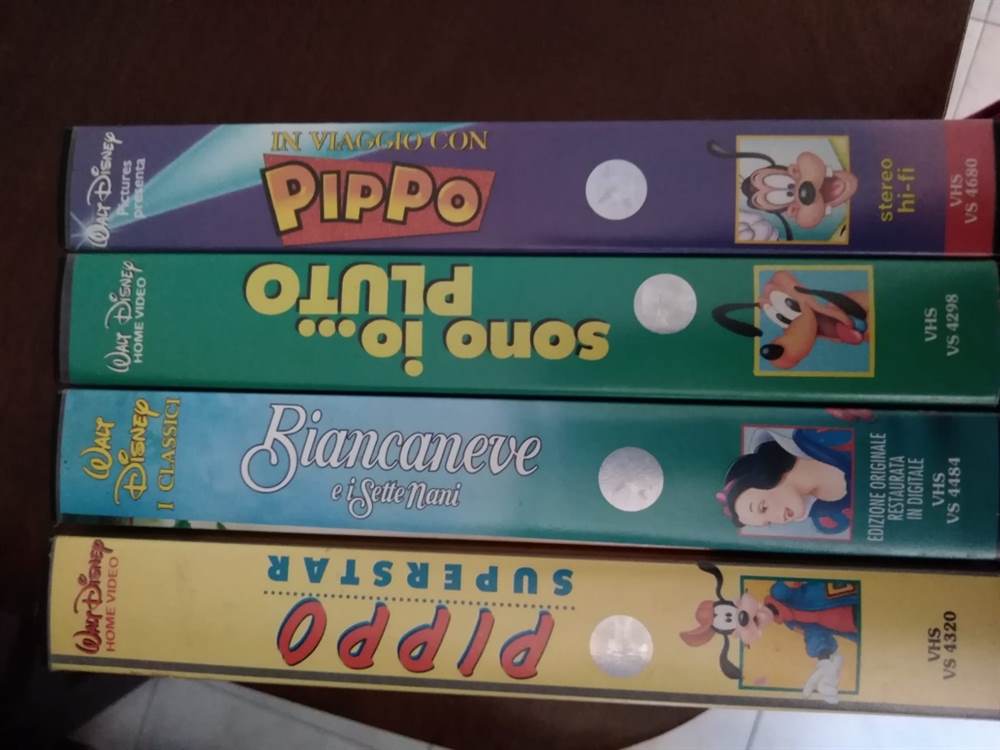 WALT DISNEY
Pictures
presenta
IN VIAGGIO CON
PIPPO
stereo
hi-fi
VHS
VS 4680
WALT DISNEY
HOME VIDEO
sono io...
PLUTO
VHS
VS 4298
WALT
DISNEY
I CLASSICI
Biancaneve
e i Sette Nani
EDIZIONE ORIGINALE
RESTAURATA
IN DIGITALE
VHS
VS 4484
WALT DISNEY
HOME VIDEO
PIPPO
SUPERSTAR
VHS
VS 4320